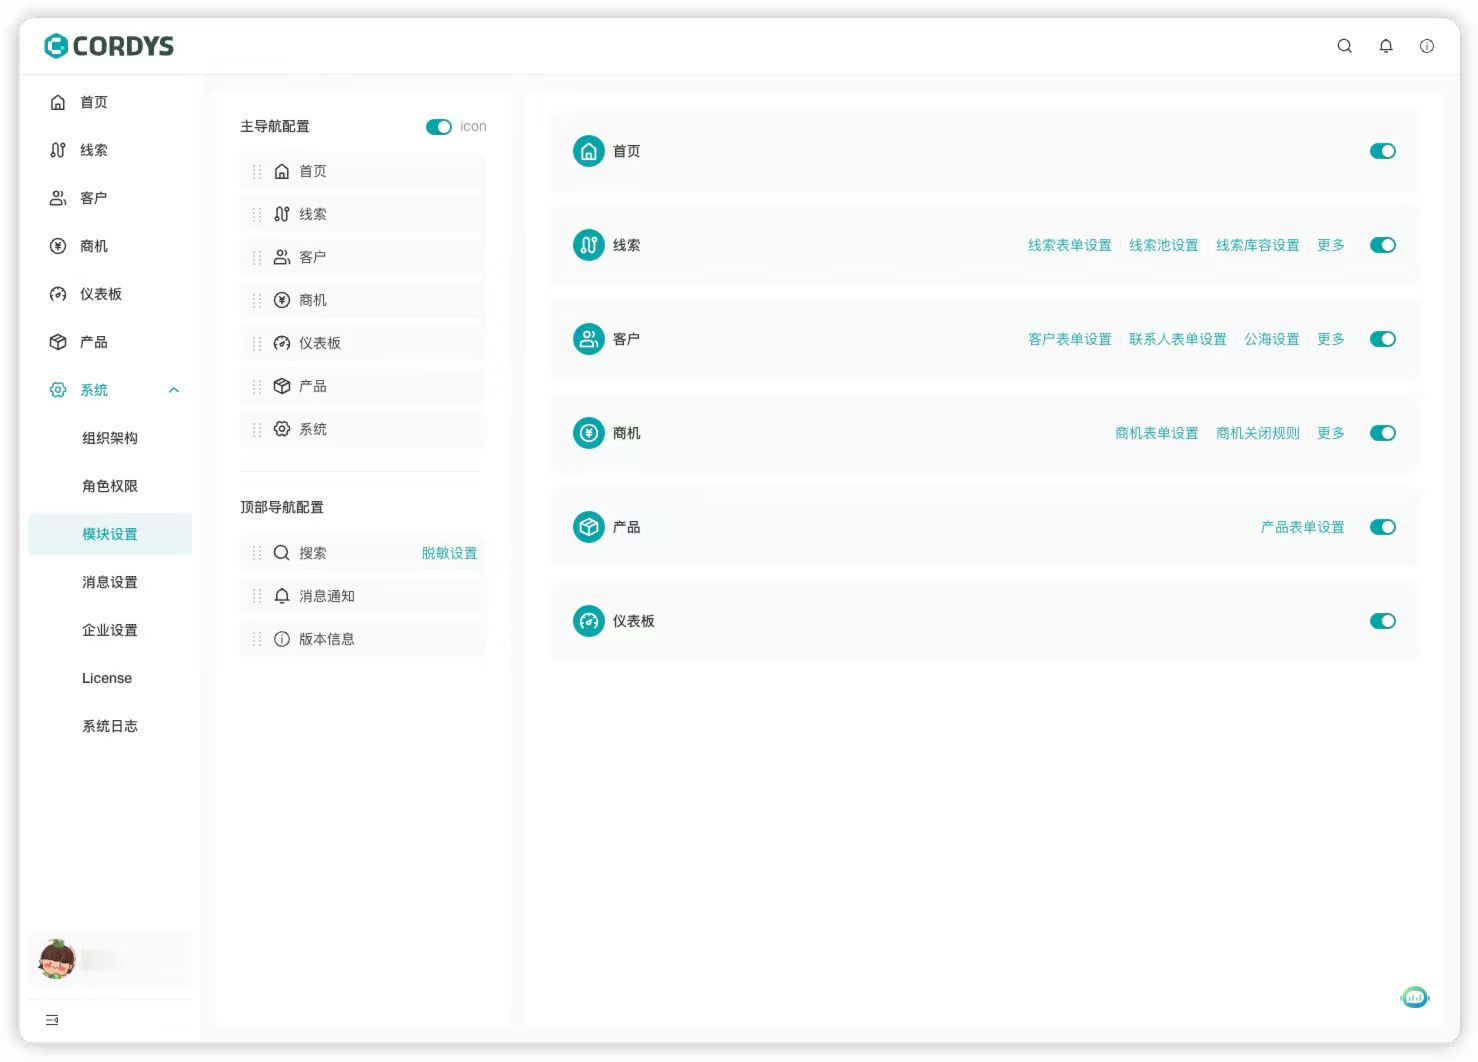 CORDYS
首页
线索
客户
商机
仪表板
产品
系统
组织架构
角色权限
模块设置
消息设置
企业设置
License
系统日志
主导航配置 icon
首页
线索
客户
商机
仪表板
产品
系统
顶部导航配置
搜索 脱敏设置
消息通知
版本信息
首页
线索 线索表单设置 线索池设置 线索库容设置 更多
客户 客户表单设置 联系人表单设置 公海设置 更多
商机 商机表单设置 商机关闭规则 更多
产品 产品表单设置
仪表板